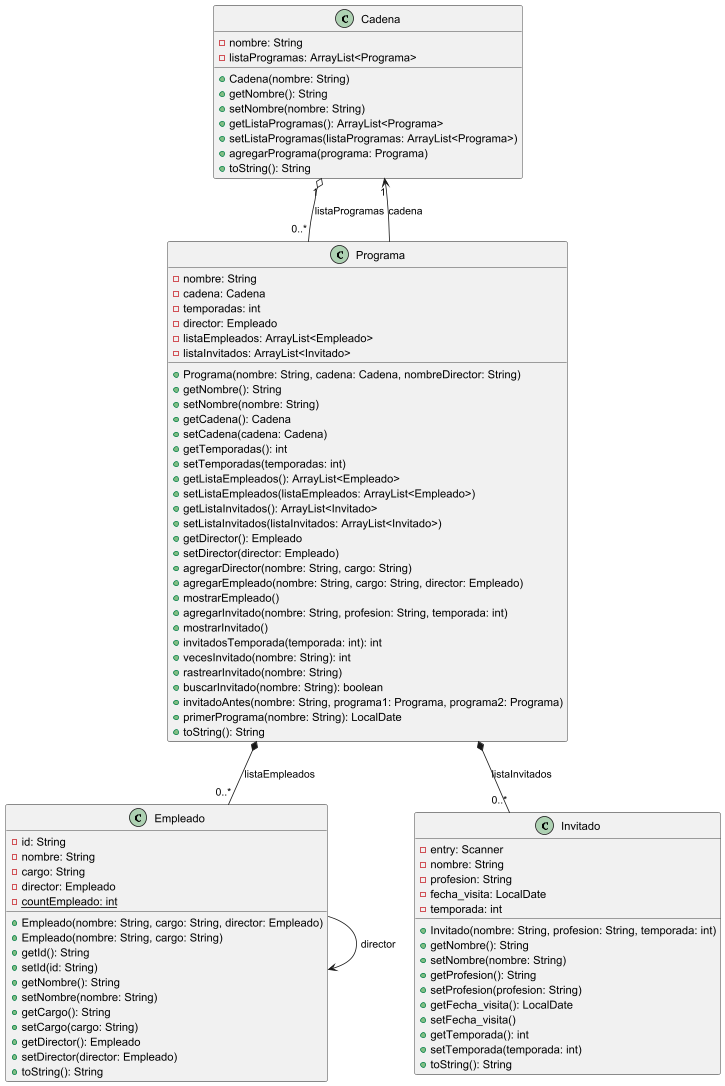 C Cadena
nombre: String
listaProgramas: ArrayList<Programa>
Cadena(nombre: String)
getNombre(): String
setNombre(nombre: String)
getListaProgramas(): ArrayList<Programa>
setListaProgramas(listaProgramas: ArrayList<Programa>)
agregarPrograma(programa: Programa)
toString(): String
1
1
listaProgramas
cadena
0..*
C Programa
nombre: String
cadena: Cadena
temporadas: int
director: Empleado
listaEmpleados: ArrayList<Empleado>
listaInvitados: ArrayList<Invitado>
Programa(nombre: String, cadena: Cadena, nombreDirector: String)
getNombre(): String
setNombre(nombre: String)
getCadena(): Cadena
setCadena(cadena: Cadena)
getTemporadas(): int
setTemporadas(temporadas: int)
getListaEmpleados(): ArrayList<Empleado>
setListaEmpleados(listaEmpleados: ArrayList<Empleado>)
getListaInvitados(): ArrayList<Invitado>
setListaInvitados(listaInvitados: ArrayList<Invitado>)
getDirector(): Empleado
setDirector(director: Empleado)
agregarDirector(nombre: String, cargo: String)
agregarEmpleado(nombre: String, cargo: String, director: Empleado)
mostrarEmpleado()
agregarInvitado(nombre: String, profesion: String, temporada: int)
mostrarInvitado()
invitadosTemporada(temporada: int): int
vecesInvitado(nombre: String): int
rastrearInvitado(nombre: String)
buscarInvitado(nombre: String): boolean
invitadoAntes(nombre: String, programa1: Programa, programa2: Programa)
primerPrograma(nombre: String): LocalDate
toString(): String
listaEmpleados
listaInvitados
0..*
0..*
C Empleado
id: String
nombre: String
cargo: String
director: Empleado
countEmpleado: int
Empleado(nombre: String, cargo: String, director: Empleado)
Empleado(nombre: String, cargo: String)
getId(): String
setId(id: String)
getNombre(): String
setNombre(nombre: String)
getCargo(): String
setCargo(cargo: String)
getDirector(): Empleado
setDirector(director: Empleado)
toString(): String
director
C Invitado
entry: Scanner
nombre: String
profesion: String
fecha_visita: LocalDate
temporada: int
Invitado(nombre: String, profesion: String, temporada: int)
getNombre(): String
setNombre(nombre: String)
getProfesion(): String
setProfesion(profesion: String)
getFecha_visita(): LocalDate
setFecha_visita()
getTemporada(): int
setTemporada(temporada: int)
toString(): String